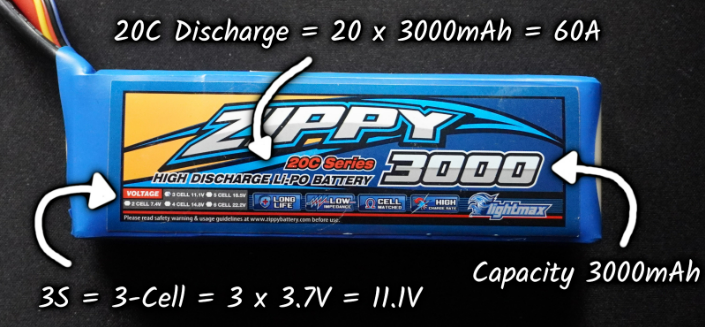 20C Discharge = 20 x 3000mAh = 60A
ZIPPY
20C Series
HIGH DISCHARGE LI-PO BATTERY
3000
VOLTAGE 3 CELL 11.1V 5 CELL 18.5V
2 CELL 7.4V 4 CELL 14.8V 6 CELL 22.2V
LONG LIFE
LOW IMPEDANCE
CELL MATCHED
HIGH CHARGE RATE
Flightmax
Please read safety warning & usage guidelines at www.zippybattery.com before use.
Capacity 3000mAh
3S = 3-Cell = 3 x 3.7V = 11.1V